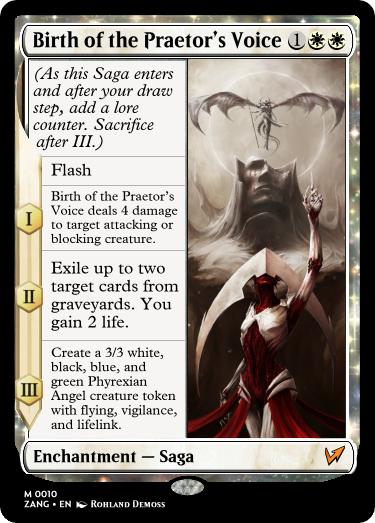 Birth of the Praetor's Voice 1
(As this Saga enters
and after your draw
step, add a lore
counter. Sacrifice
after III.)
Flash
I
Birth of the Praetor's
Voice deals 4 damage
to target attacking or
blocking creature.
II
Exile up to two
target cards from
graveyards. You
gain 2 life.
III
Create a 3/3 white,
black, blue, and
green Phyrexian
Angel creature token
with flying, vigilance,
and lifelink.
Enchantment — Saga
M 0010
ZANG • EN Rohland Demoss